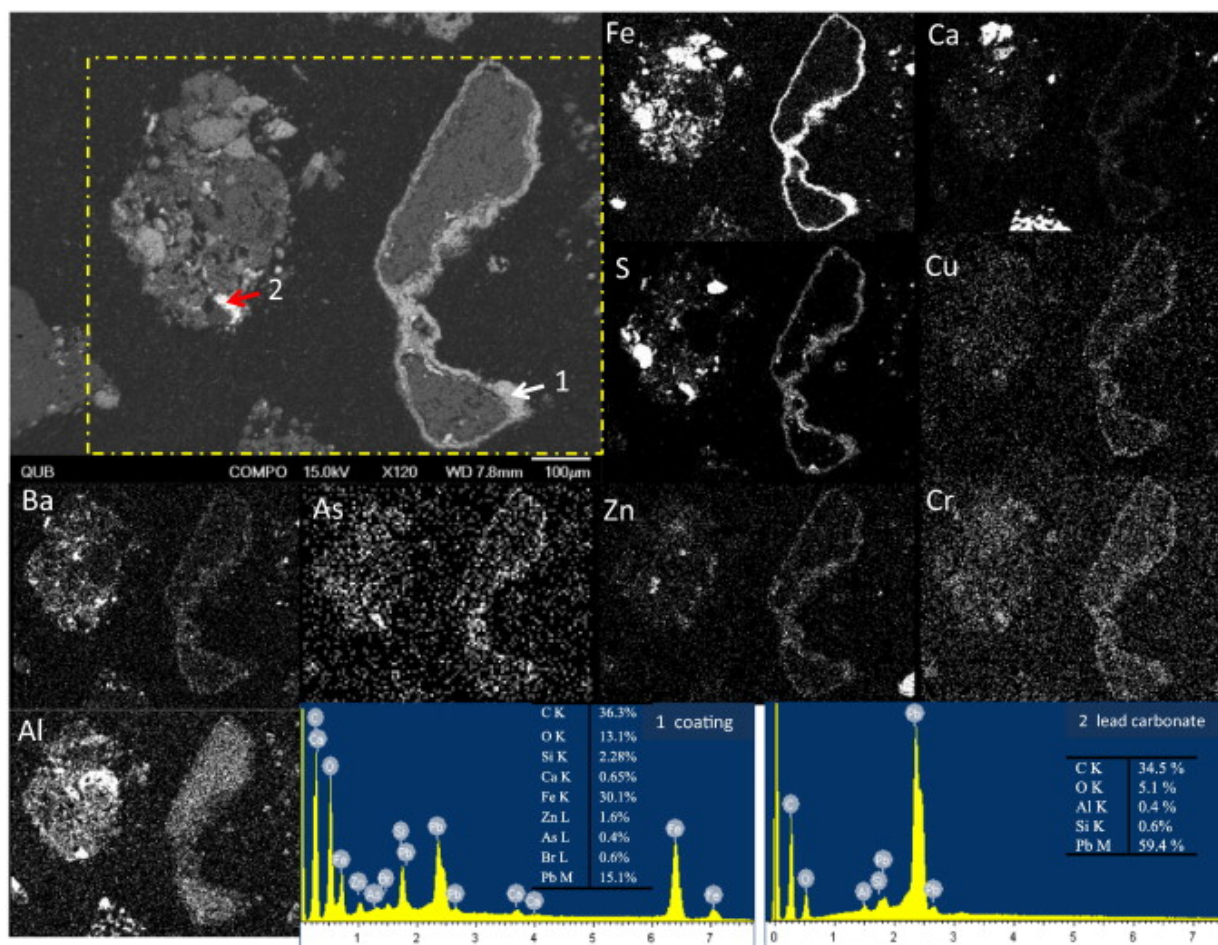 Fe
Ca
2
1
S
Cu
QUB COMPO 15.0kV X120 WD 7.8mm 100µm
Ba
As
Zn
Cr
Al
1 coating
C K 36.3%
O K 13.1%
Si K 2.28%
Ca K 0.65%
Fe K 30.1%
Zn L 1.6%
As L 0.4%
Br L 0.6%
Pb M 15.1%
0 1 2 3 4 5 6 7
2 lead carbonate
C K 34.5 %
O K 5.1 %
Al K 0.4 %
Si K 0.6%
Pb M 59.4 %
0 1 2 3 4 5 6 7